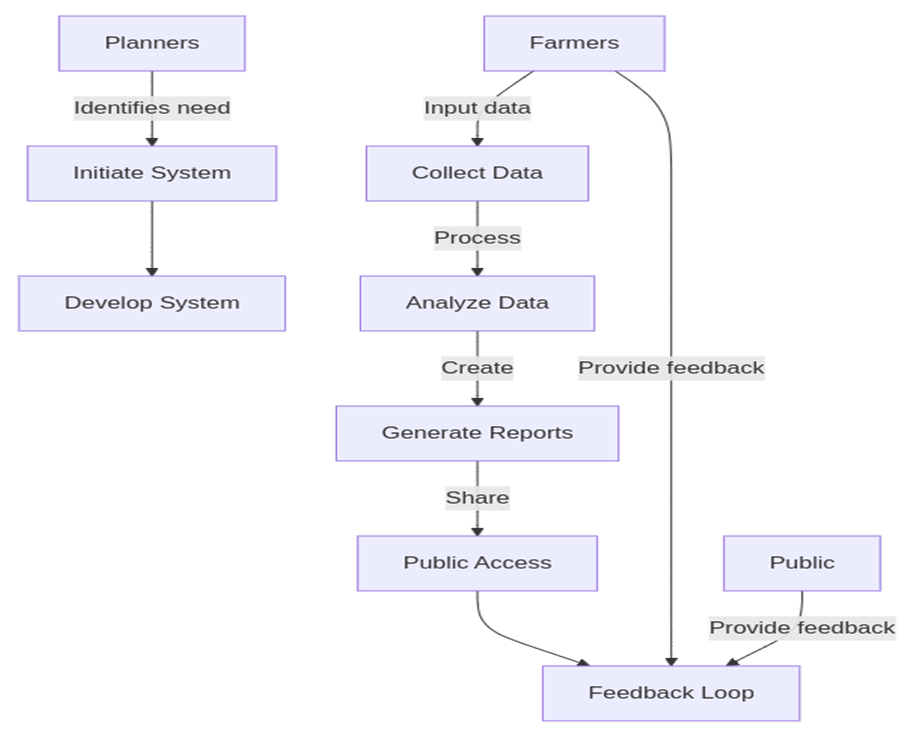 Planners
Farmers
Identifies need
Input data
Initiate System
Collect Data
Process
Develop System
Analyze Data
Create
Provide feedback
Generate Reports
Share
Public Access
Public
Provide feedback
Feedback Loop